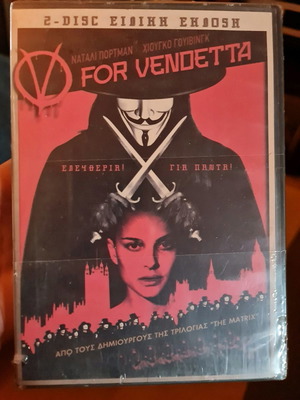 2-DISC ΕΙΔΙΚΗ ΕΚΔΟΣΗ
ΝΑΤΑΛΙ ΠΟΡΤΜΑΝ ΧΙΟΥΓΚΟ ΓΟΥΙΒΙΝΓΚ
V FOR VENDETTA
ΕΛΕΥΘΕΡΙΑ! ΓΙΑ ΠΑΝΤΑ!
ΑΠΟ ΤΟΥΣ ΔΗΜΙΟΥΡΓΟΥΣ ΤΗΣ ΤΡΙΛΟΓΙΑΣ "THE MATRIX"